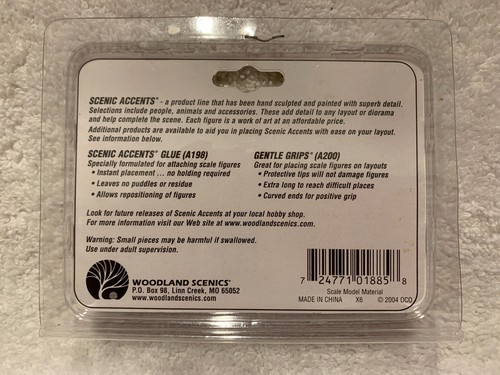 SCENIC ACCENTS® - a product line that has been hand sculpted and painted with superb detail.
Selections include people, animals and accessories. These add detail to any layout or diorama
and help complete the scene. Each figure is a work of art at an affordable price.
Additional products are available to aid you in placing Scenic Accents with ease on your layout.
See information below.
SCENIC ACCENTS® GLUE (A198)
Specially formulated for attaching scale figures
• Instant placement ... no holding required
• Leaves no puddles or residue
• Allows repositioning of figures
GENTLE GRIPS™ (A200)
Great for placing scale figures on layouts
• Protective tips will not damage figures
• Extra long to reach difficult places
• Curved ends for positive grip
Look for future releases of Scenic Accents at your local hobby shop.
For more information visit our Web site at www.woodlandscenics.com.
Warning: Small pieces may be harmful if swallowed.
Use under adult supervision.
WOODLAND SCENICS®
P.O. Box 98, Linn Creek, MO 65052
www.woodlandscenics.com
7 24771 01885 8
Scale Model Material
MADE IN CHINA X6 © 2004 OCD